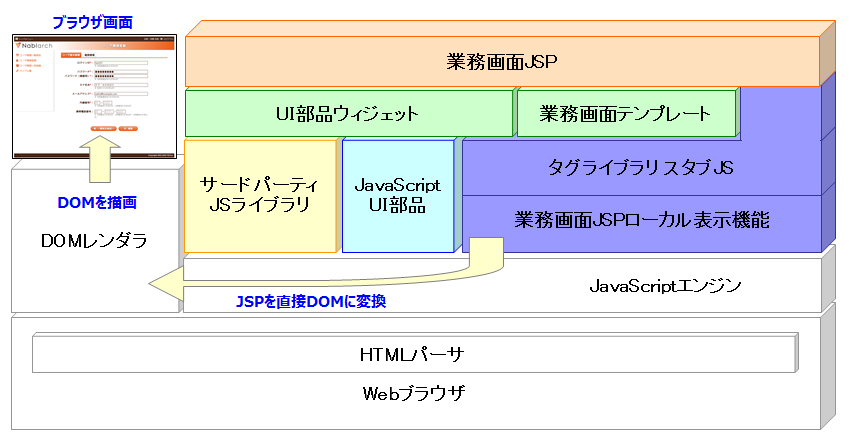 ブラウザ画面
Nablarch
業務画面JSP
UI部品ウィジェット
業務画面テンプレート
サードパーティ
JSライブラリ
JavaScript
UI部品
タグライブラリスタブJS
業務画面JSPローカル表示機能
DOMを描画
DOMレンダラ
JSPを直接DOMに変換
JavaScriptエンジン
HTMLパーサ
Webブラウザ